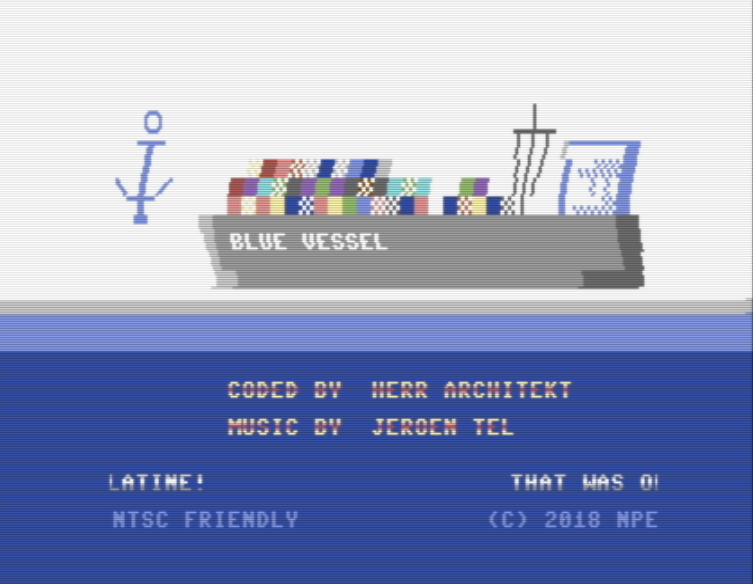 BLUE VESSEL
CODED BY HERR ARCHITEKT
MUSIC BY JEROEN TEL
LATINE! THAT WAS
NTSC FRIENDLY (C) 2018 NPE